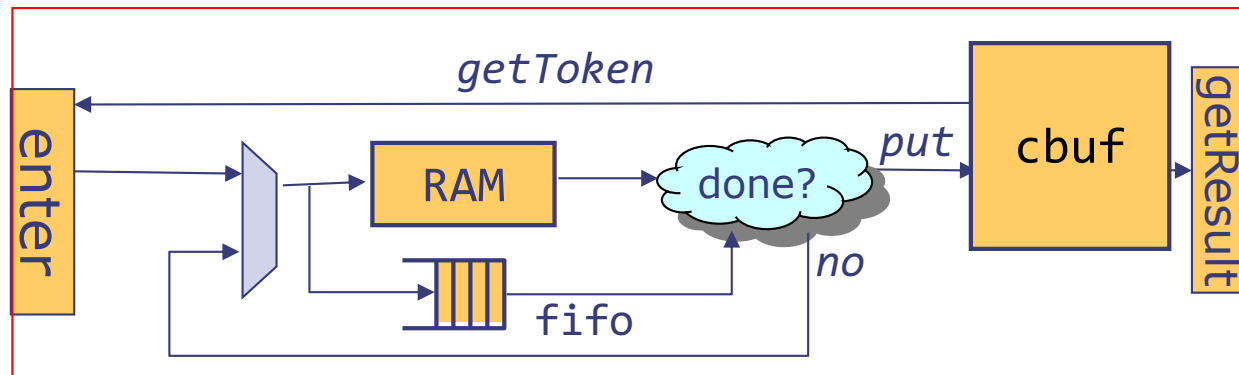 getToken
enter
RAM
done?
put
cbuf
getResult
no
fifo